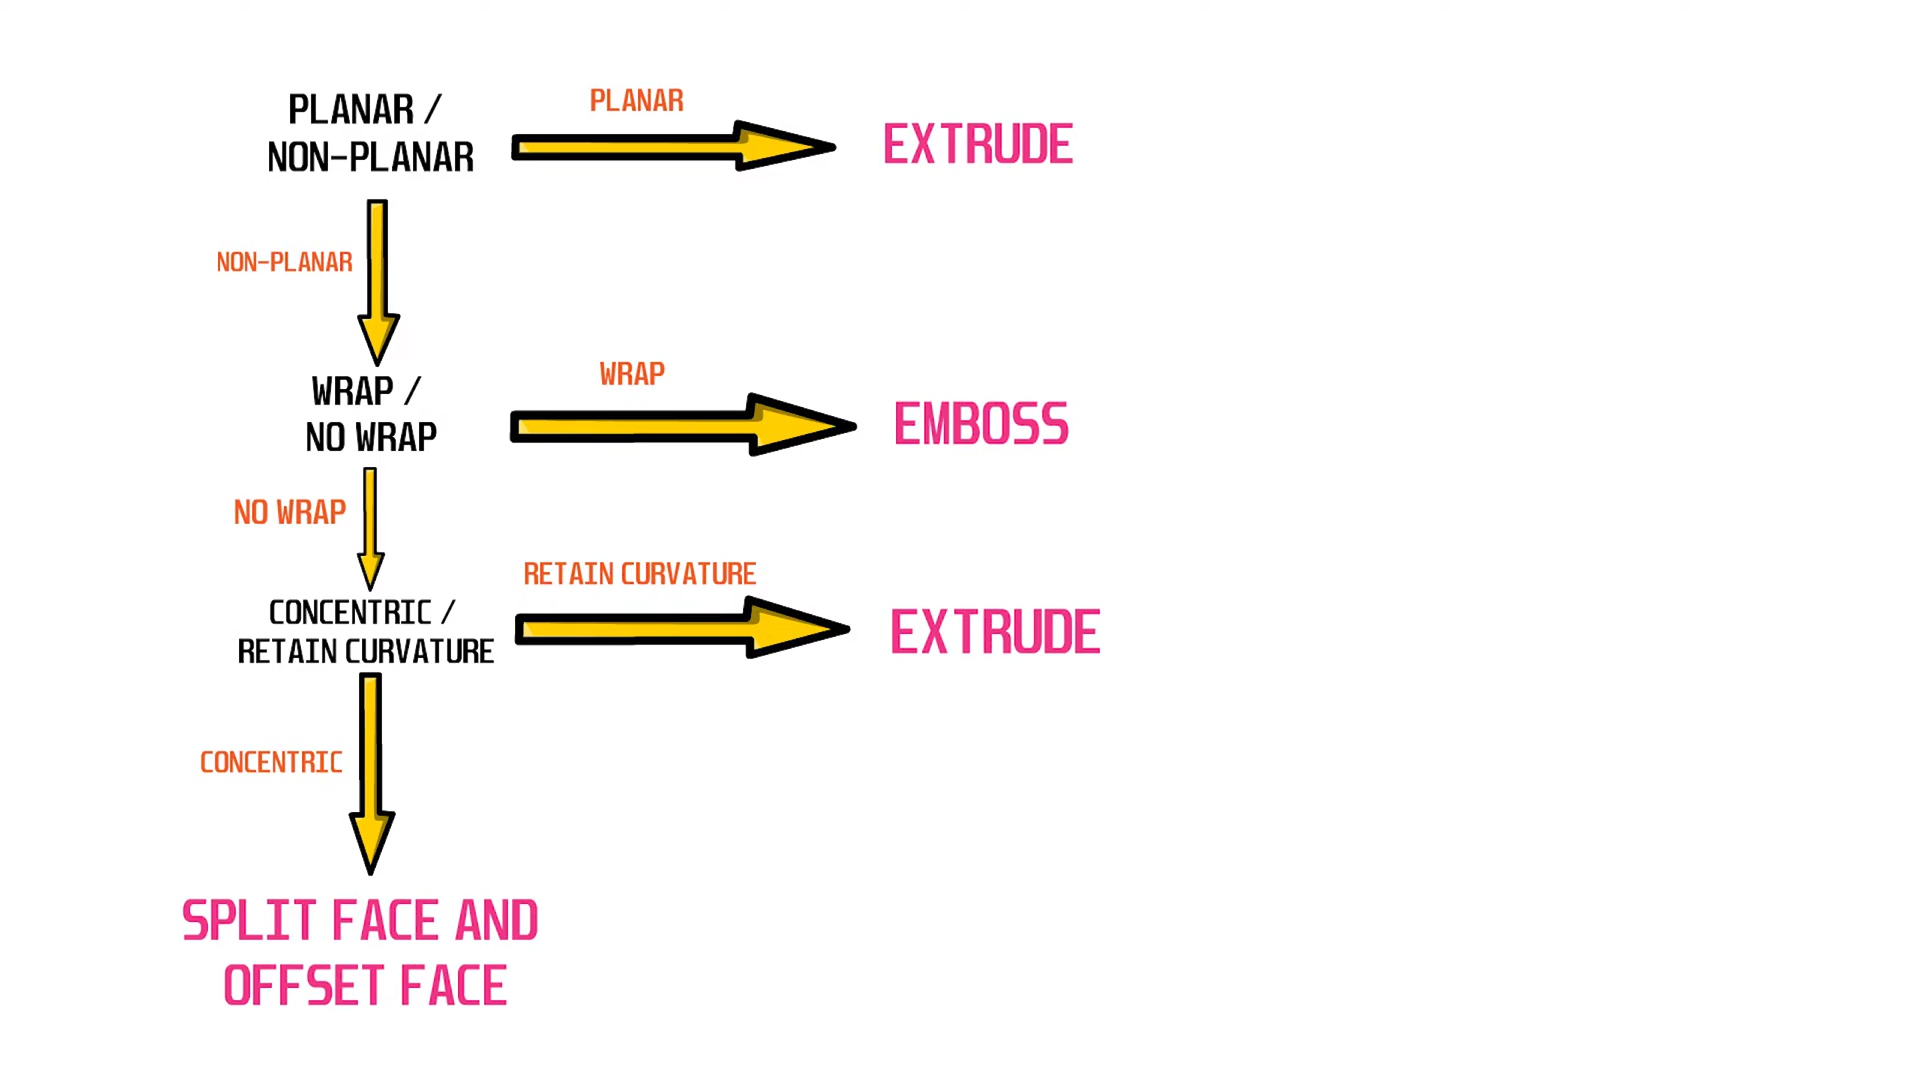 PLANAR /
NON-PLANAR
PLANAR
EXTRUDE
NON-PLANAR
WRAP /
NO WRAP
WRAP
EMBOSS
NO WRAP
CONCENTRIC /
RETAIN CURVATURE
RETAIN CURVATURE
EXTRUDE
CONCENTRIC
SPLIT FACE AND
OFFSET FACE